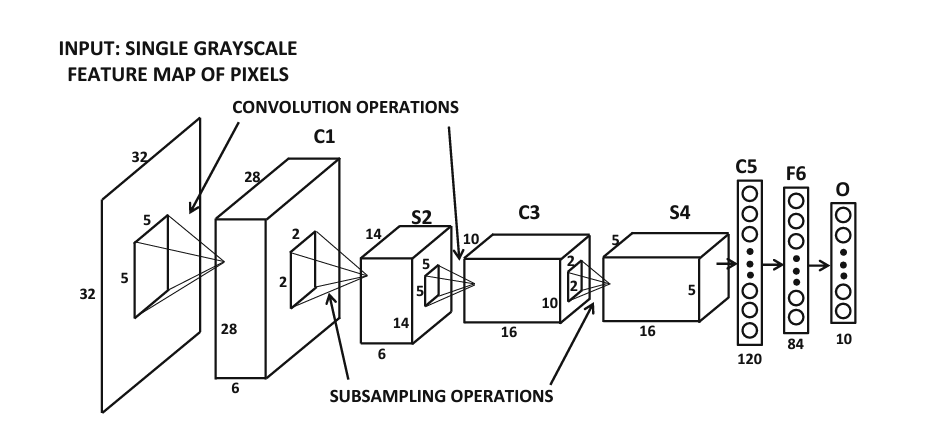 INPUT: SINGLE GRAYSCALE
FEATURE MAP OF PIXELS
CONVOLUTION OPERATIONS
32
5
5
32
C1
28
2
2
28
6
S2
14
5
5
14
6
C3
10
2
2
10
16
S4
5
5
16
C5
120
F6
84
O
10
SUBSAMPLING OPERATIONS